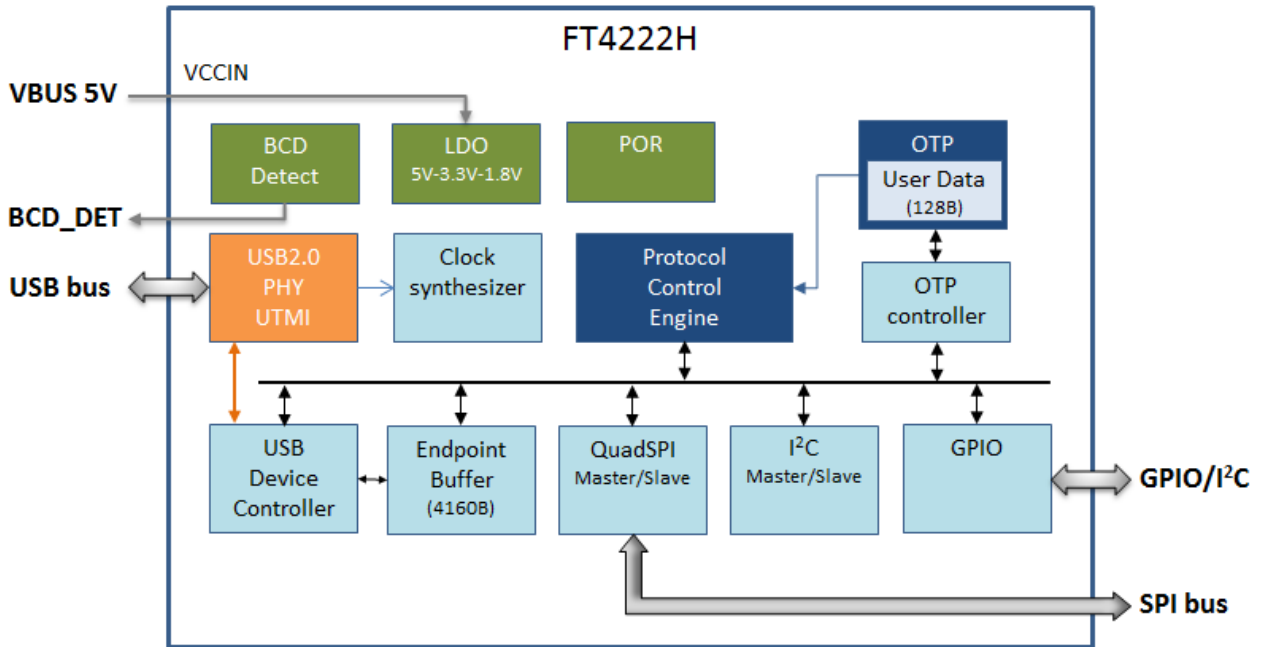 FT4222H
VCCIN
VBUS 5V
BCD
Detect
LDO
5V-3.3V-1.8V
POR
OTP
User Data
(128B)
BCD_DET
USB bus
USB2.0
PHY
UTMI
Clock
synthesizer
Protocol
Control
Engine
OTP
controller
USB
Device
Controller
Endpoint
Buffer
(4160B)
QuadSPI
Master/Slave
I²C
Master/Slave
GPIO
GPIO/I²C
SPI bus